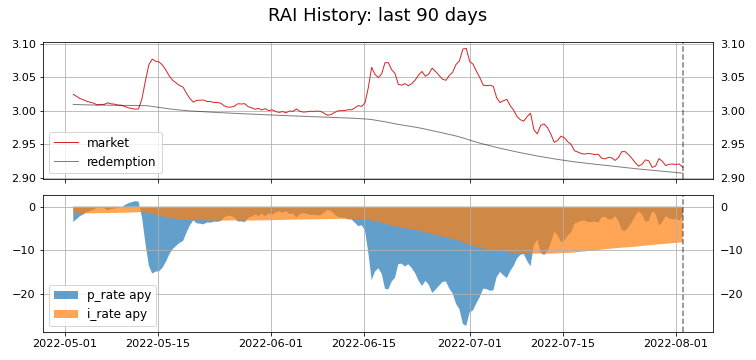 RAI History: last 90 days
3.10 3.10
3.05 3.05
3.00 3.00
2.95 2.95
2.90 2.90
market
redemption
0 0
−10 −10
−20 −20
p_rate apy
i_rate apy
2022-05-01 2022-05-15 2022-06-01 2022-06-15 2022-07-01 2022-07-15 2022-08-01